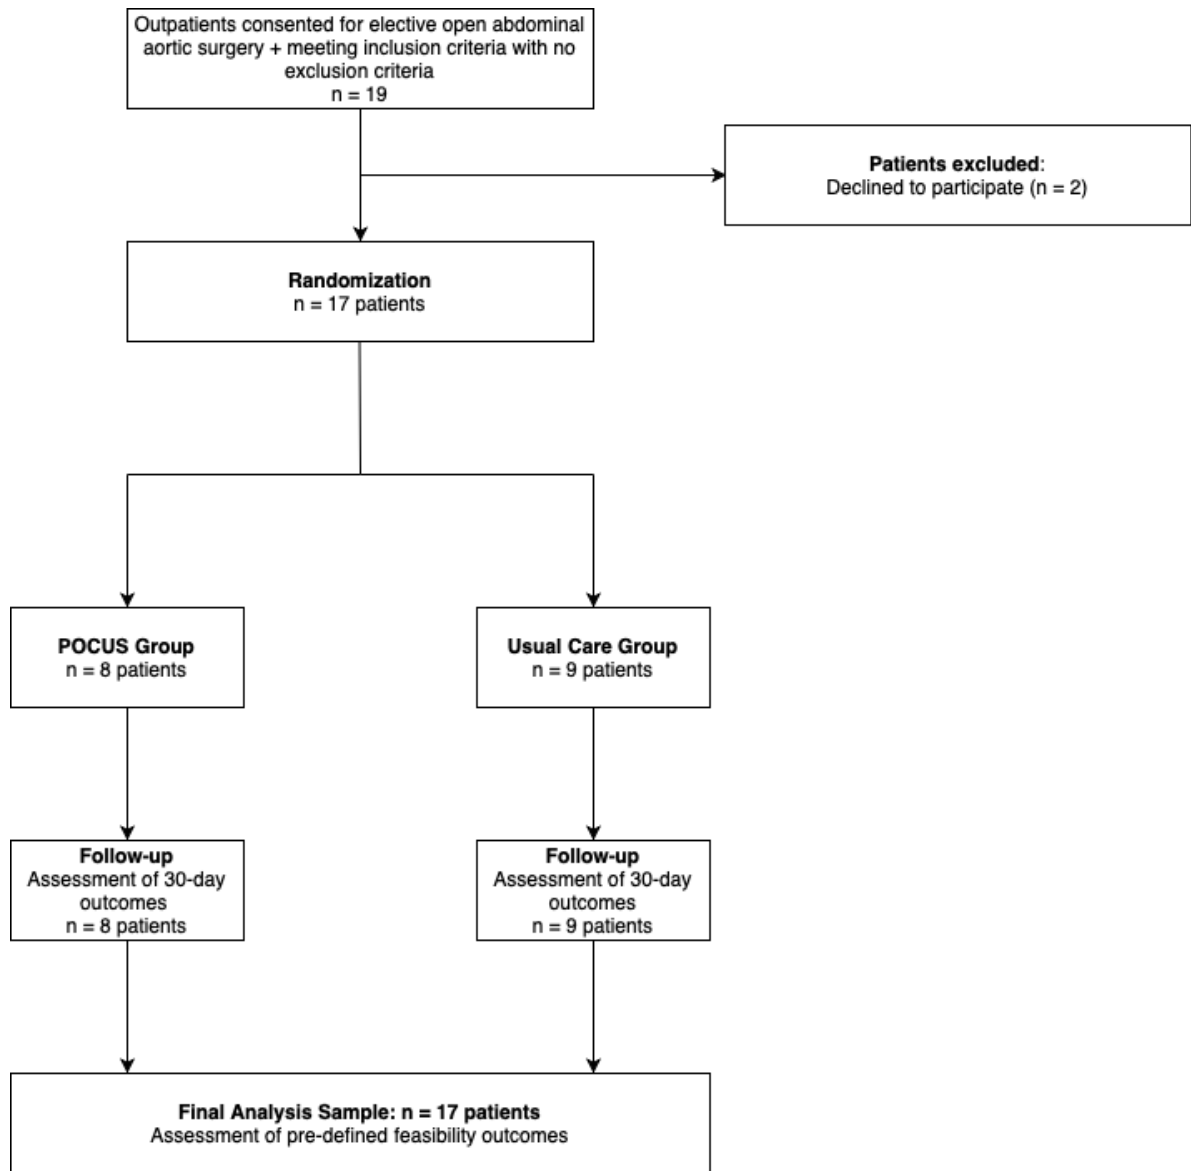 Outpatients consented for elective open abdominal
aortic surgery + meeting inclusion criteria with no
exclusion criteria
n = 19
Patients excluded:
Declined to participate (n = 2)
Randomization
n = 17 patients
POCUS Group
n = 8 patients
Usual Care Group
n = 9 patients
Follow-up
Assessment of 30-day
outcomes
n = 8 patients
Follow-up
Assessment of 30-day
outcomes
n = 9 patients
Final Analysis Sample: n = 17 patients
Assessment of pre-defined feasibility outcomes